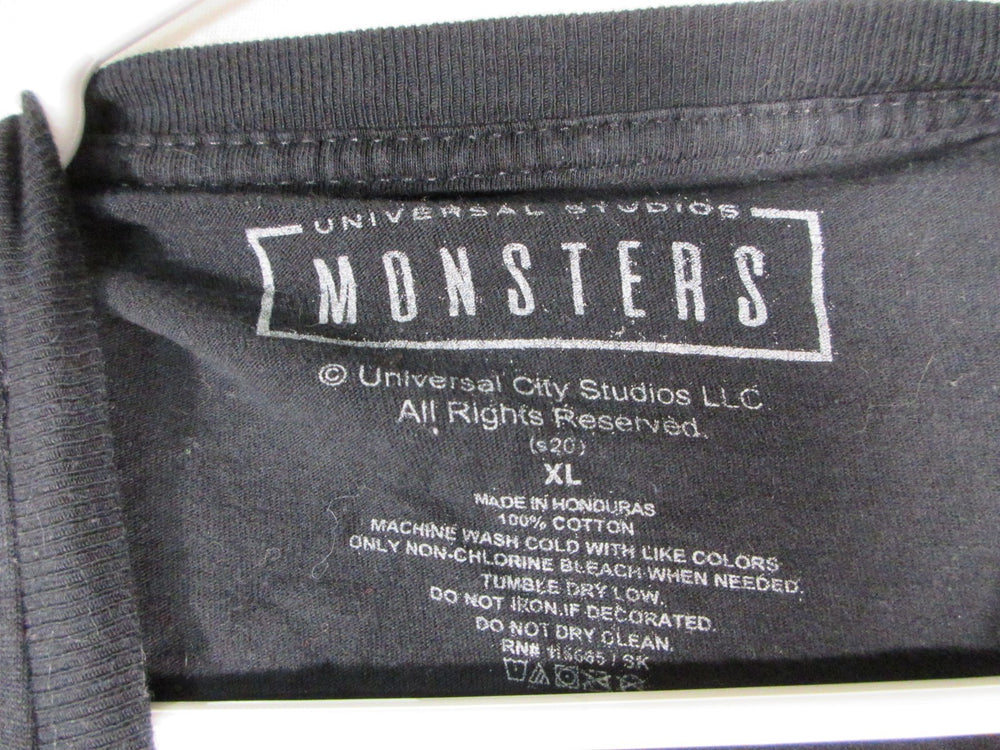 UNIVERSAL STUDIOS
MONSTERS
© Universal City Studios LLC
All Rights Reserved.
(s20)
XL
MADE IN HONDURAS
100% COTTON
MACHINE WASH COLD WITH LIKE COLORS
ONLY NON-CHLORINE BLEACH WHEN NEEDED.
TUMBLE DRY LOW.
DO NOT IRON IF DECORATED.
DO NOT DRY CLEAN.
RN# / SK